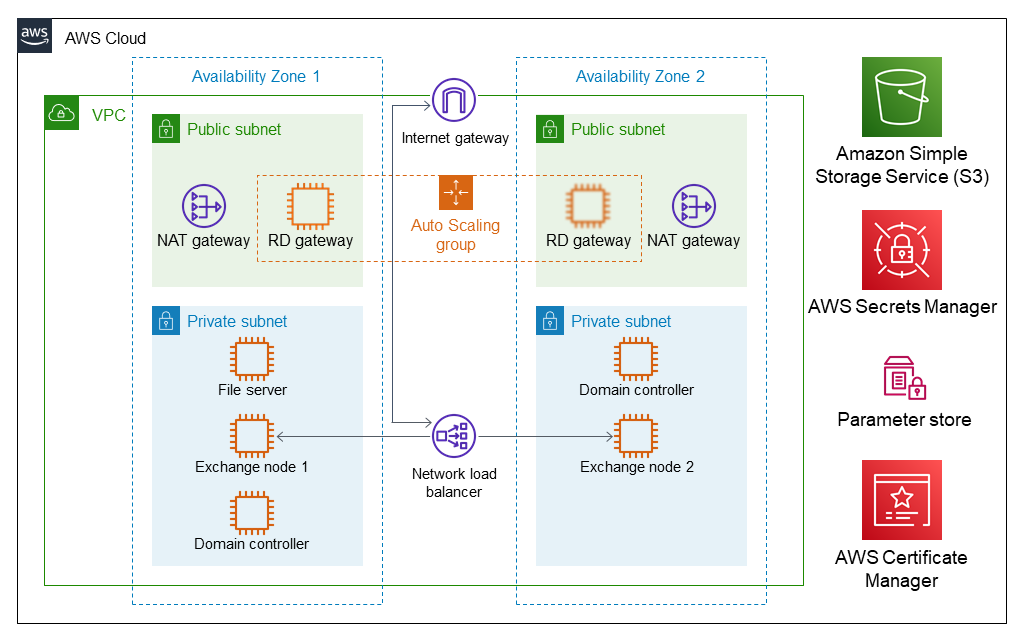 aws
AWS Cloud
Availability Zone 1
Availability Zone 2
VPC
Internet gateway
Public subnet
Public subnet
NAT gateway
RD gateway
Auto Scaling
group
RD gateway
NAT gateway
Private subnet
File server
Exchange node 1
Domain controller
Network load
balancer
Private subnet
Domain controller
Exchange node 2
Amazon Simple
Storage Service (S3)
AWS Secrets Manager
Parameter store
AWS Certificate
Manager